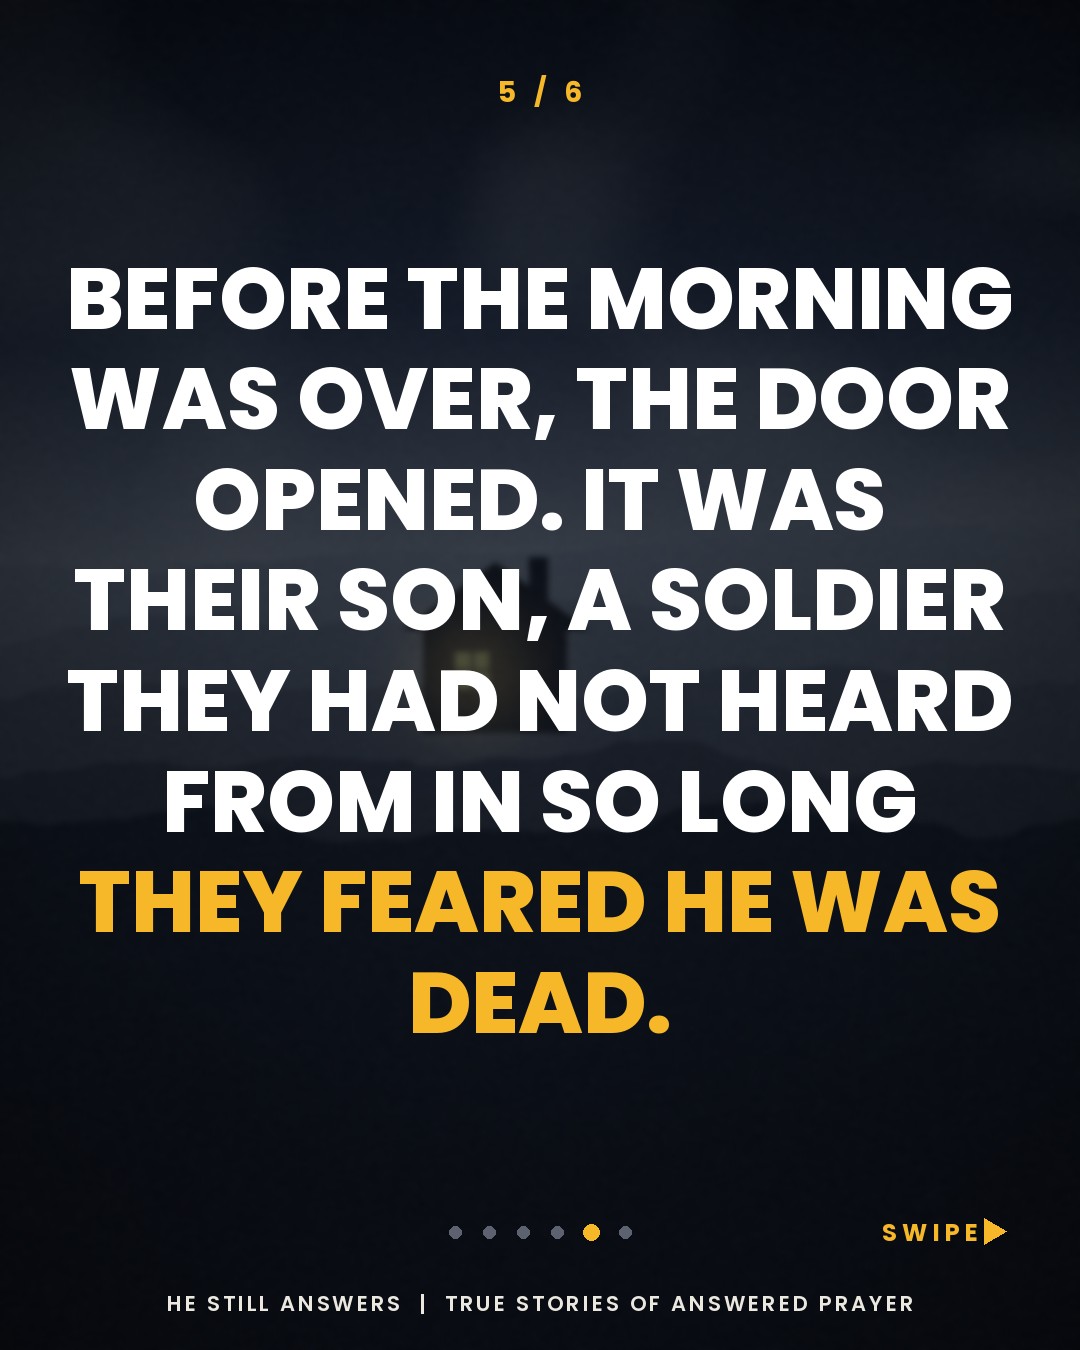 5 / 6
BEFORE THE MORNING
WAS OVER, THE DOOR
OPENED. IT WAS
THEIR SON, A SOLDIER
THEY HAD NOT HEARD
FROM IN SO LONG
THEY FEARED HE WAS
DEAD.
SWIPE
HE STILL ANSWERS | TRUE STORIES OF ANSWERED PRAYER